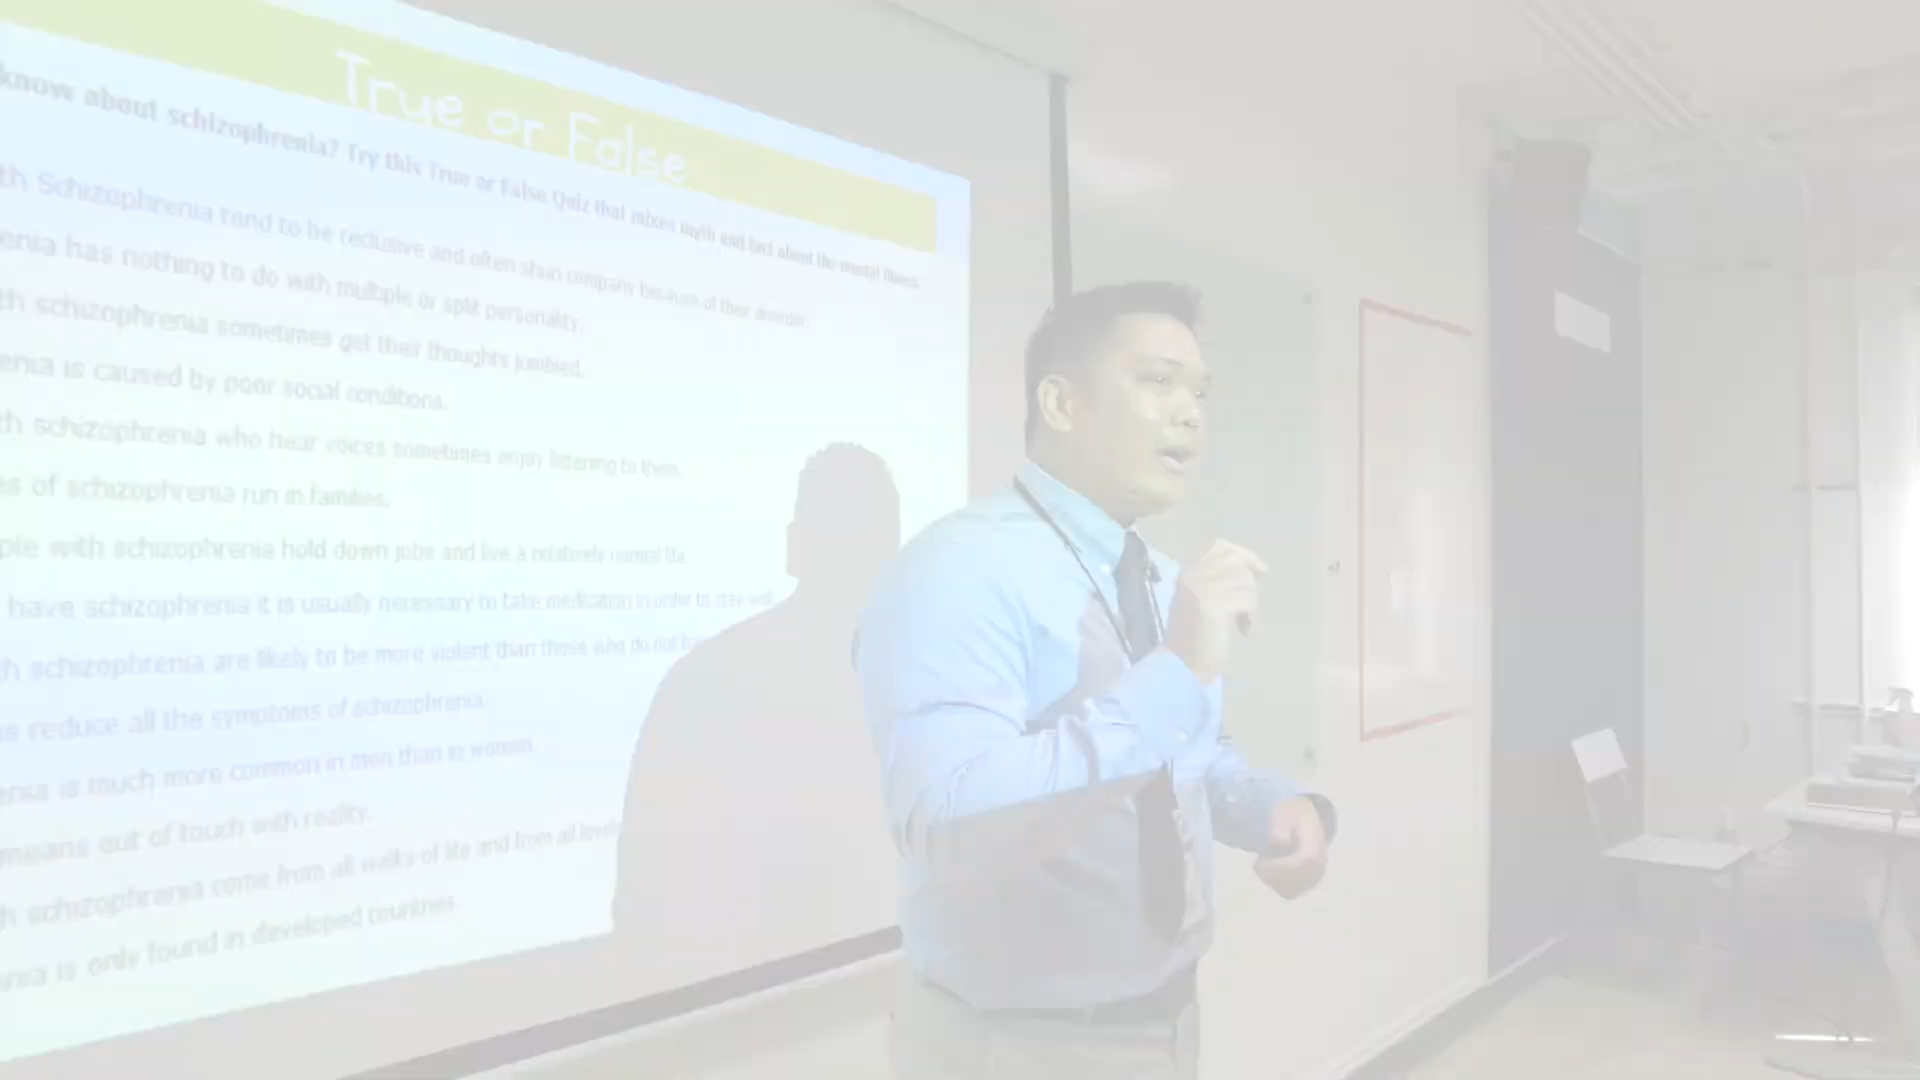 True or False
know about schizophrenia? Try this True or False Quiz that mixes myth and fact about the mental illness.
th Schizophrenia tend to be reclusive and often shun company because of their disorder.
enia has nothing to do with multiple or split personality.
th schizophrenia sometimes get their thoughts jumbled.
enia is caused by poor social conditions.
th schizophrenia who hear voices sometimes enjoy listening to them.
as of schizophrenia run in families.
ple with schizophrenia hold down jobs and live a relatively normal life.
have schizophrenia it is usually necessary to take medication in order to stay well.
th schizophrenia are likely to be more violent than those who do not
s reduce all the symptoms of schizophrenia.
enia is much more common in men than in women.
means out of touch with reality.
h schizophrenia come from all walks of life and from all levels
enia is only found in developed countries.